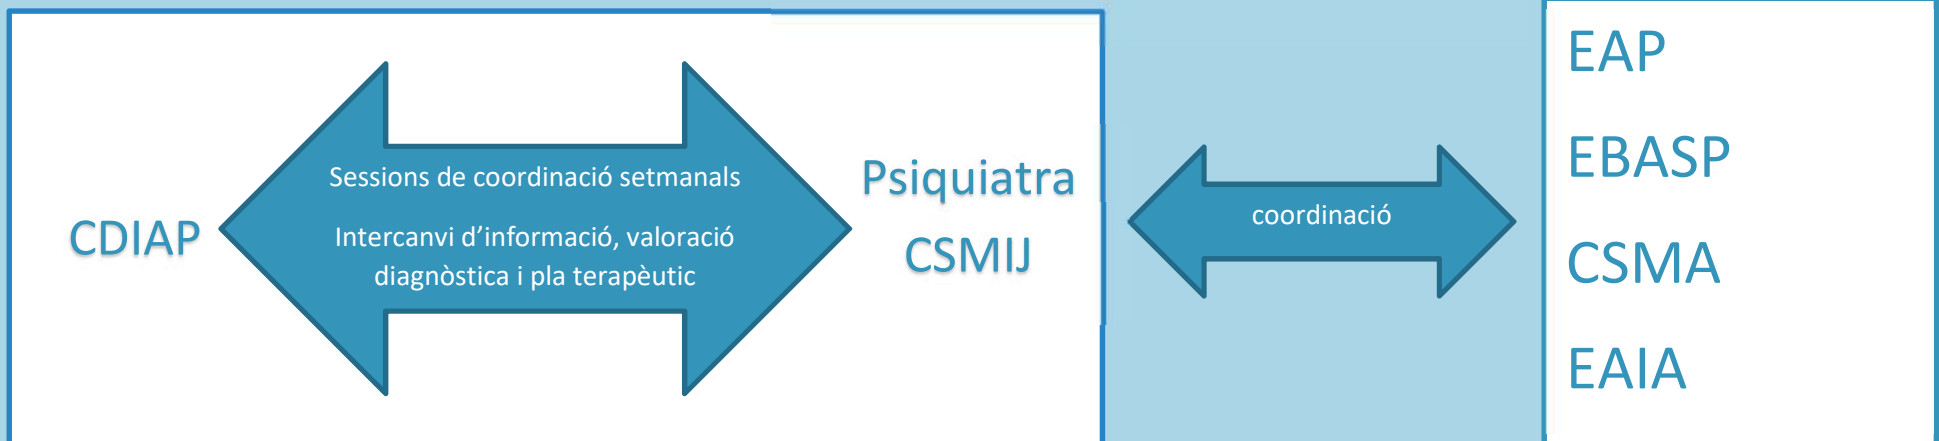 CDIAP
Sessions de coordinació setmanals
Intercanvi d’informació, valoració
diagnòstica i pla terapèutic
Psiquiatra
CSMIJ
coordinació
EAP
EBASP
CSMA
EAIA